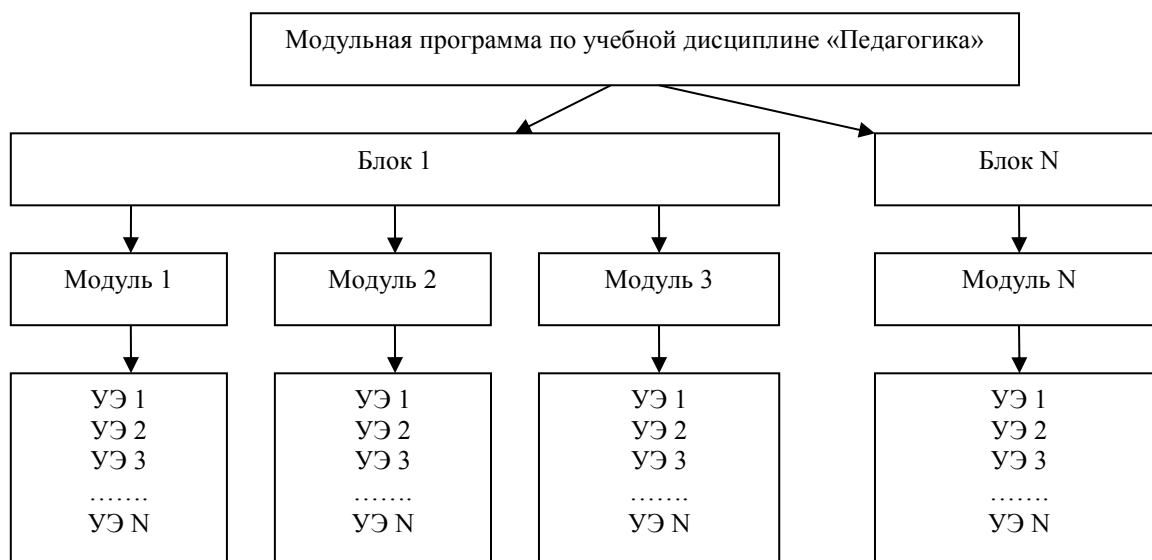 Модульная программа по учебной дисциплине «Педагогика»
Блок 1
Блок N
Модуль 1
Модуль 2
Модуль 3
Модуль N
УЭ 1
УЭ 2
УЭ 3
…….
УЭ N
УЭ 1
УЭ 2
УЭ 3
…….
УЭ N
УЭ 1
УЭ 2
УЭ 3
…….
УЭ N
УЭ 1
УЭ 2
УЭ 3
…….
УЭ N